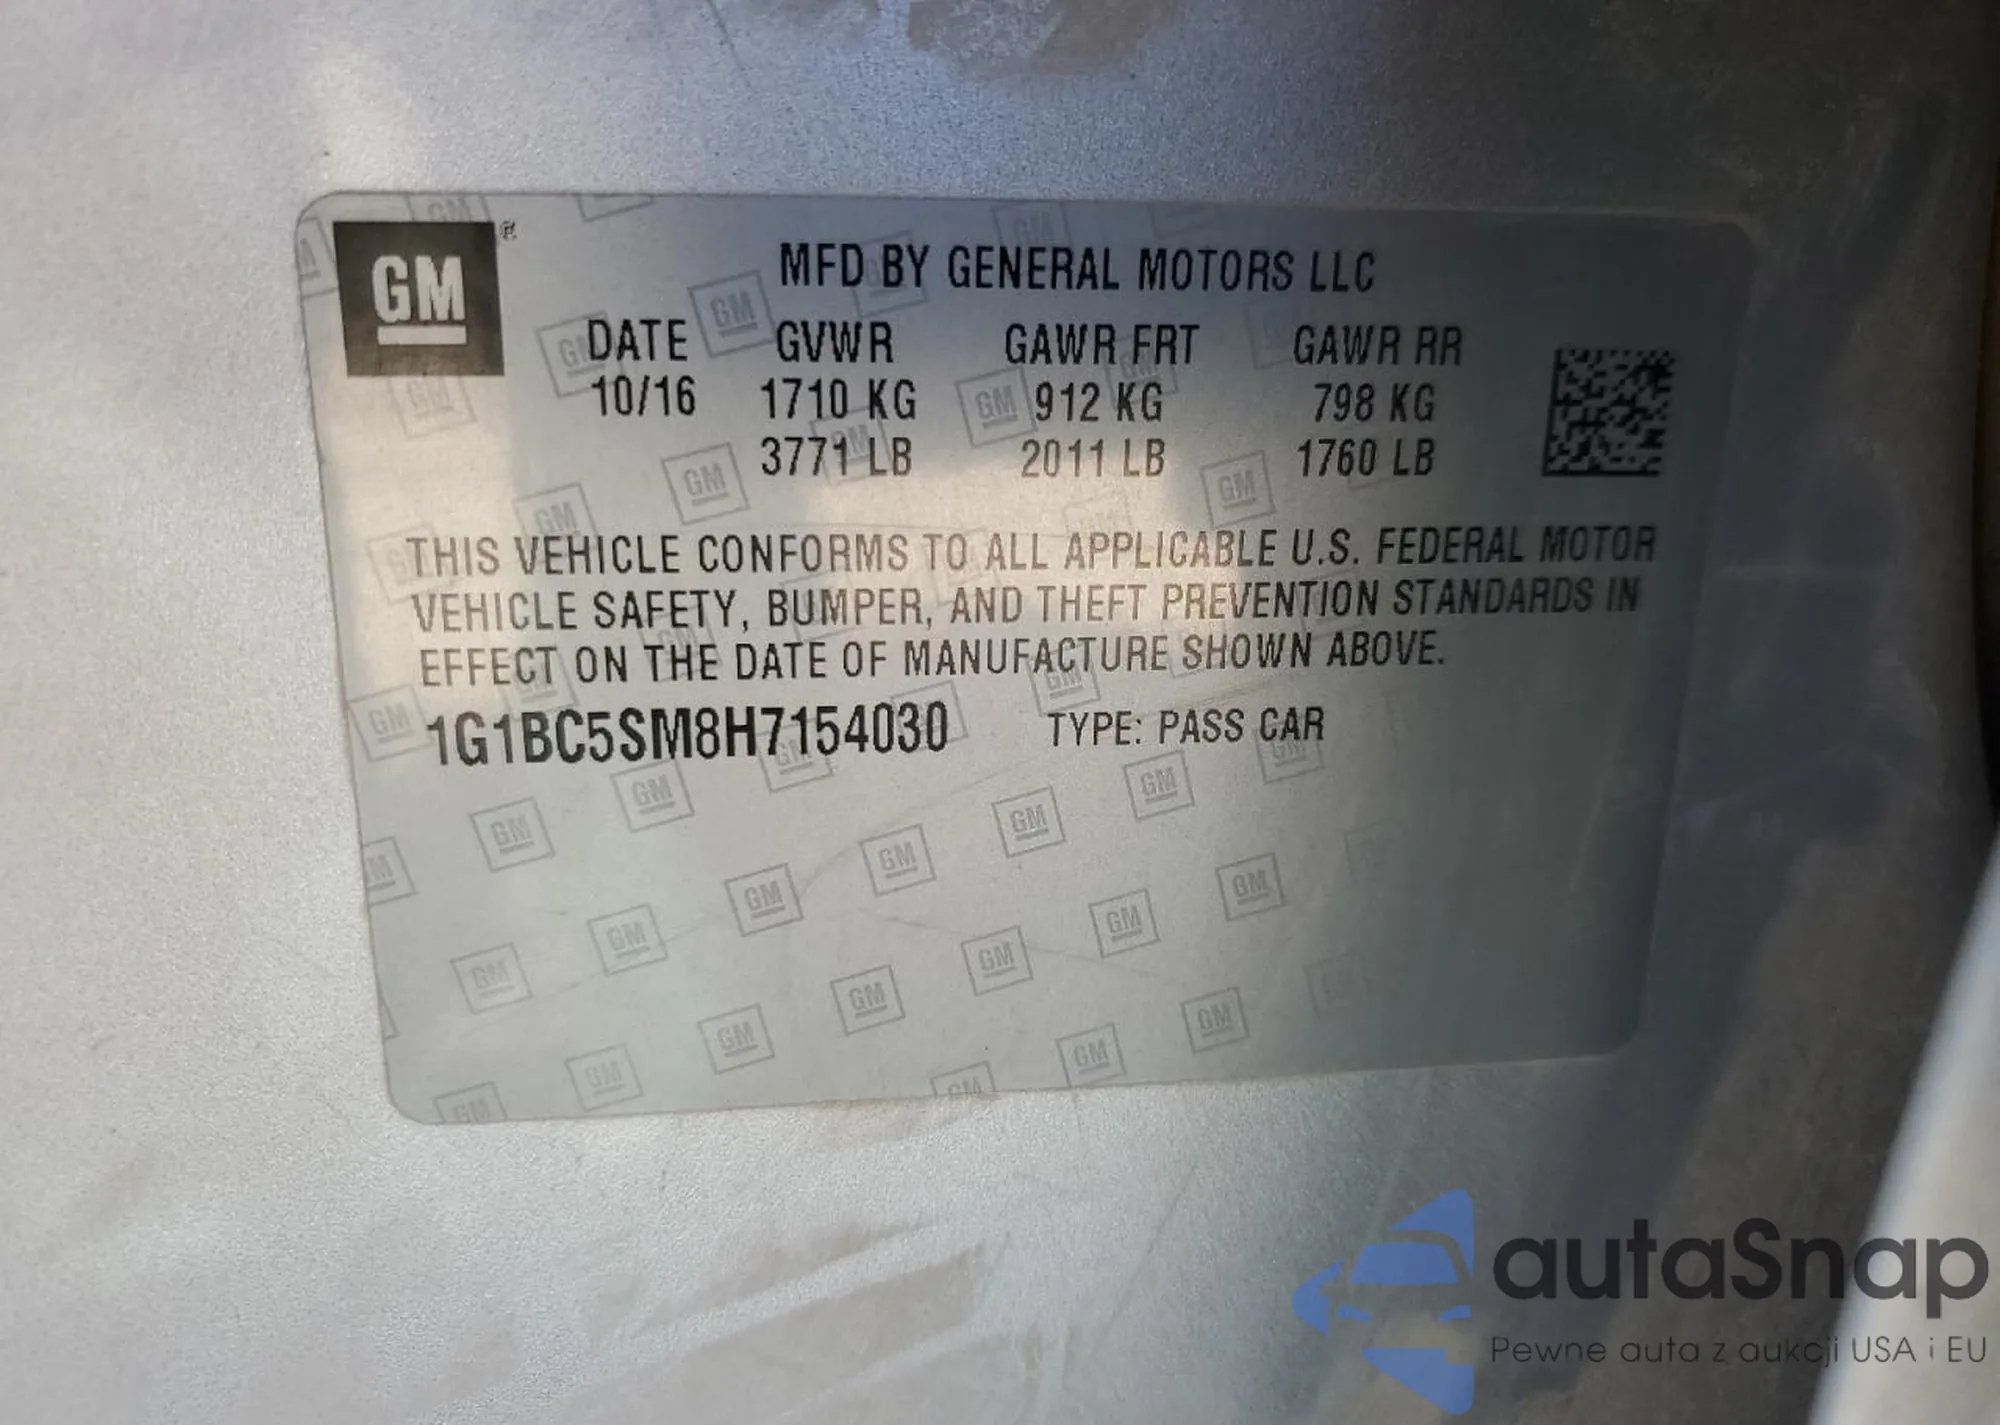 GM®
MFD BY GENERAL MOTORS LLC
DATE GVWR GAWR FRT GAWR RR
10/16 1710 KG 912 KG 798 KG
3771 LB 2011 LB 1760 LB
THIS VEHICLE CONFORMS TO ALL APPLICABLE U.S. FEDERAL MOTOR
VEHICLE SAFETY, BUMPER, AND THEFT PREVENTION STANDARDS IN
EFFECT ON THE DATE OF MANUFACTURE SHOWN ABOVE.
1G1BC5SM8H7154030 TYPE: PASS CAR
autaSnap
Pewne auta z aukcji USA i EU